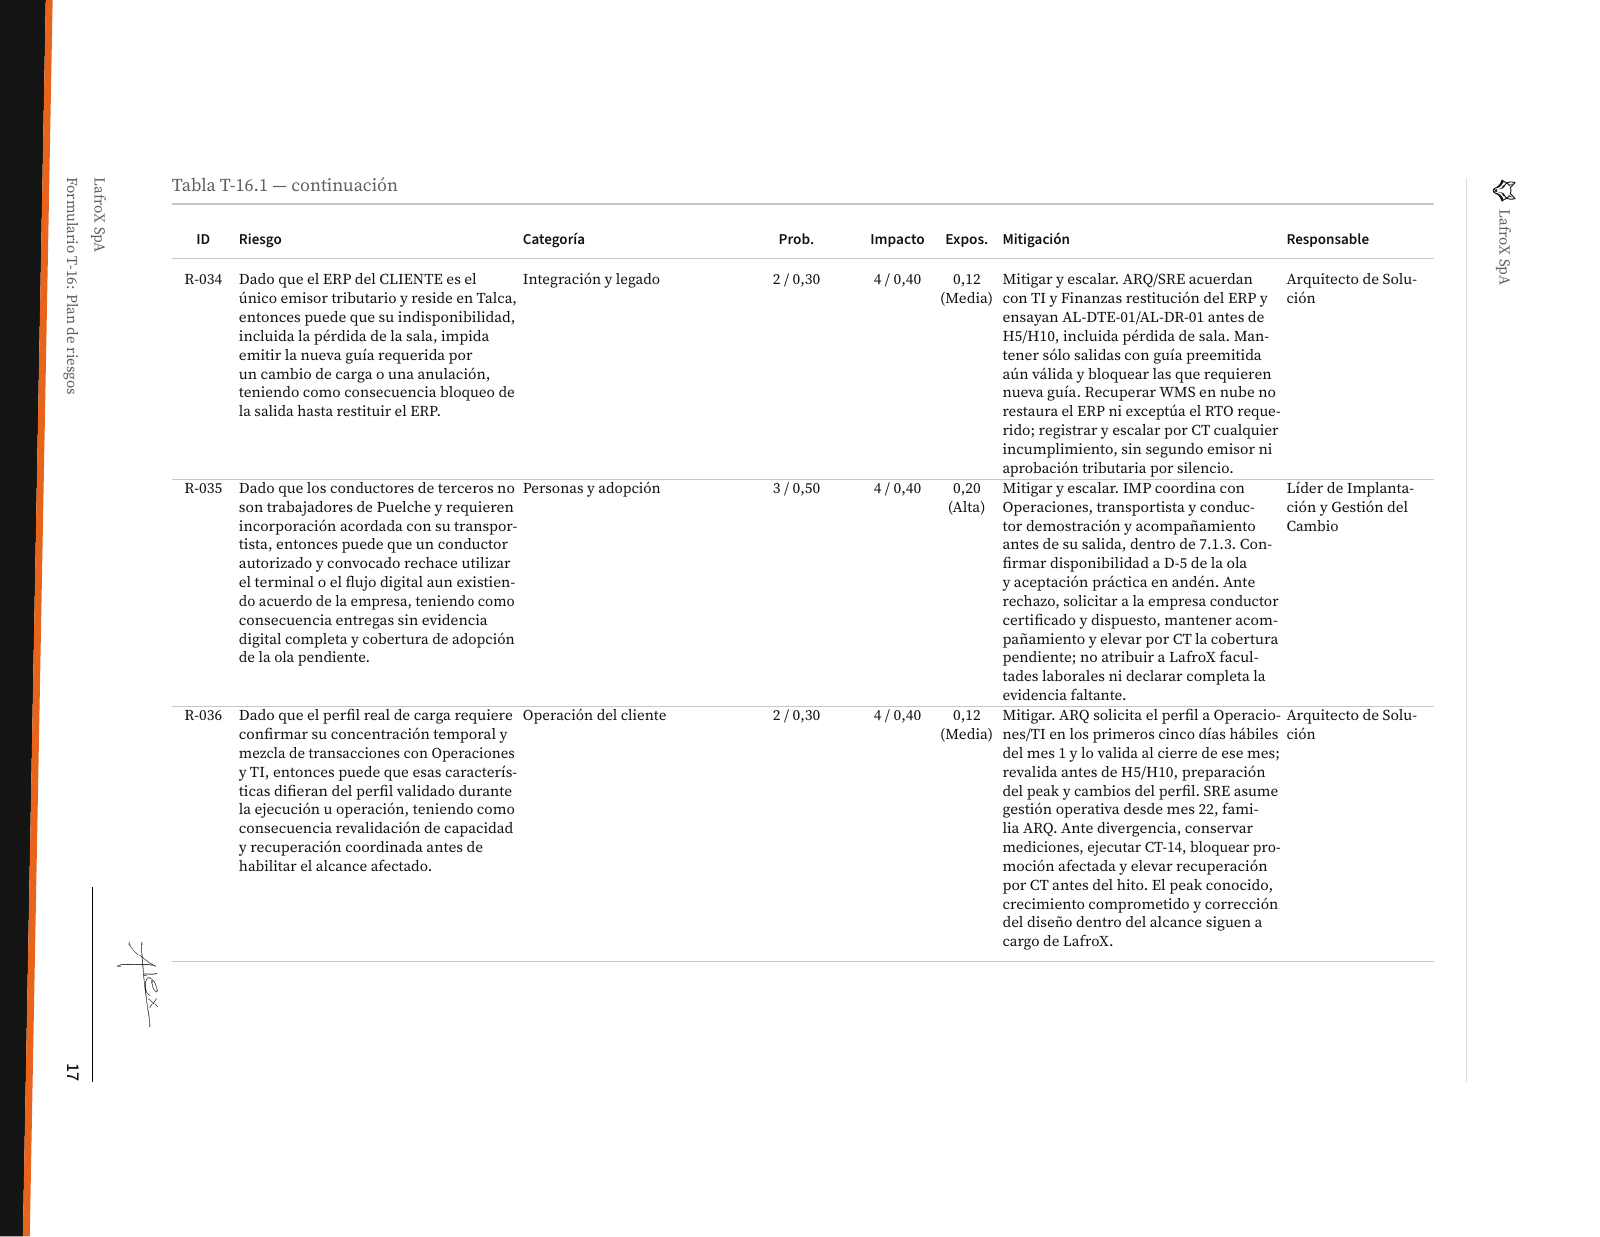 Tabla T-16.1 — continuación
ID Riesgo Categoría Prob. Impacto Expos. Mitigación Responsable
R-034 Dado que el ERP del CLIENTE es el Integración y legado 2 / 0,30 4 / 0,40 0,12 Mitigar y escalar. ARQ/SRE acuerdan Arquitecto de Solu-
único emisor tributario y reside en Talca, (Media) con TI y Finanzas restitución del ERP y ción
entonces puede que su indisponibilidad, ensayan AL-DTE-01/AL-DR-01 antes de
incluida la pérdida de la sala, impida H5/H10, incluida pérdida de sala. Man-
emitir la nueva guía requerida por tener sólo salidas con guía preemitida
un cambio de carga o una anulación, aún válida y bloquear las que requieren
teniendo como consecuencia bloqueo de nueva guía. Recuperar WMS en nube no
la salida hasta restituir el ERP. restaura el ERP ni exceptúa el RTO reque-
rido; registrar y escalar por CT cualquier
incumplimiento, sin segundo emisor ni
aprobación tributaria por silencio.
R-035 Dado que los conductores de terceros no Personas y adopción 3 / 0,50 4 / 0,40 0,20 Mitigar y escalar. IMP coordina con Líder de Implanta-
son trabajadores de Puelche y requieren (Alta) Operaciones, transportista y conduc- ción y Gestión del
incorporación acordada con su transpor- tor demostración y acompañamiento Cambio
tista, entonces puede que un conductor antes de su salida, dentro de 7.1.3. Con-
autorizado y convocado rechace utilizar firmar disponibilidad a D-5 de la ola
el terminal o el flujo digital aun existien- y aceptación práctica en andén. Ante
do acuerdo de la empresa, teniendo como rechazo, solicitar a la empresa conductor
consecuencia entregas sin evidencia certificado y dispuesto, mantener acom-
digital completa y cobertura de adopción pañamiento y elevar por CT la cobertura
de la ola pendiente. pendiente; no atribuir a LafroX facul-
tades laborales ni declarar completa la
evidencia faltante.
R-036 Dado que el perfil real de carga requiere Operación del cliente 2 / 0,30 4 / 0,40 0,12 Mitigar. ARQ solicita el perfil a Operacio- Arquitecto de Solu-
confirmar su concentración temporal y (Media) nes/TI en los primeros cinco días hábiles ción
mezcla de transacciones con Operaciones del mes 1 y lo valida al cierre de ese mes;
y TI, entonces puede que esas caracterís- revalida antes de H5/H10, preparación
ticas difieran del perfil validado durante del peak y cambios del perfil. SRE asume
la ejecución u operación, teniendo como gestión operativa desde mes 22, fami-
consecuencia revalidación de capacidad lia ARQ. Ante divergencia, conservar
y recuperación coordinada antes de mediciones, ejecutar CT-14, bloquear pro-
habilitar el alcance afectado. moción afectada y elevar recuperación
por CT antes del hito. El peak conocido,
crecimiento comprometido y corrección
del diseño dentro del alcance siguen a
cargo de LafroX.
LafroX SpA
LafroX SpA
Formulario T-16: Plan de riesgos
Alex
17